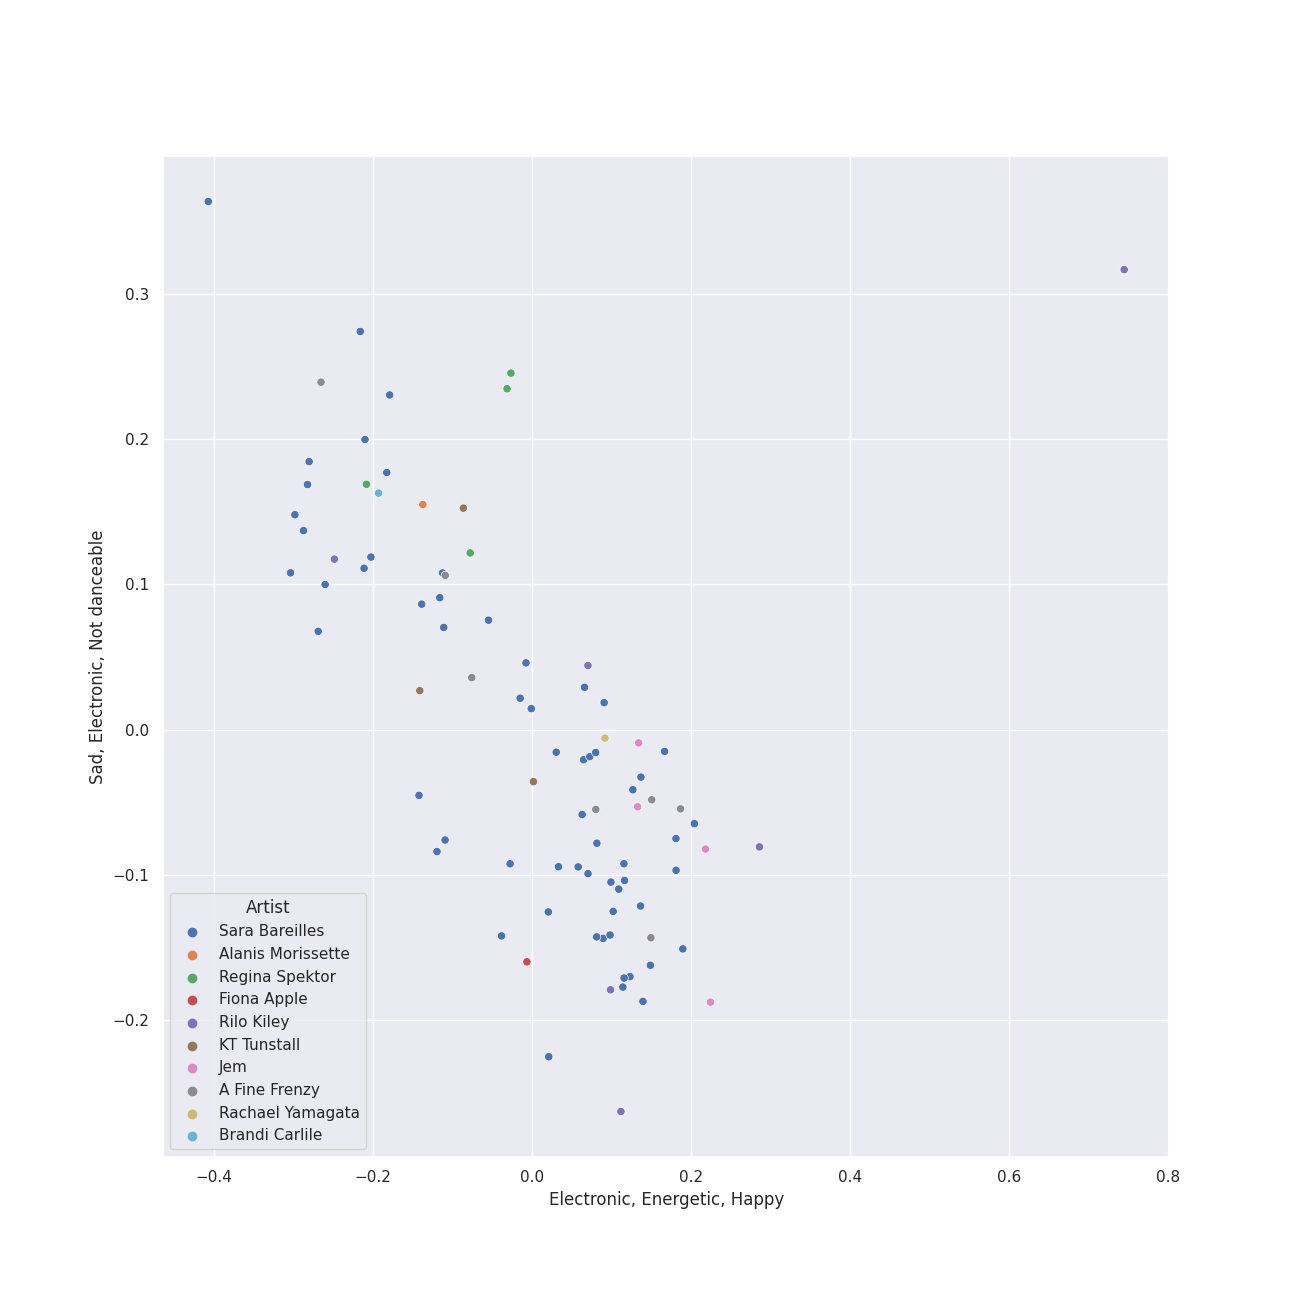 0.3
0.2
0.1
0.0
−0.1
−0.2
Sad, Electronic, Not danceable
Artist
Sara Bareilles
Alanis Morissette
Regina Spektor
Fiona Apple
Rilo Kiley
KT Tunstall
Jem
A Fine Frenzy
Rachael Yamagata
Brandi Carlile
−0.4 −0.2 0.0 0.2 0.4 0.6 0.8
Electronic, Energetic, Happy